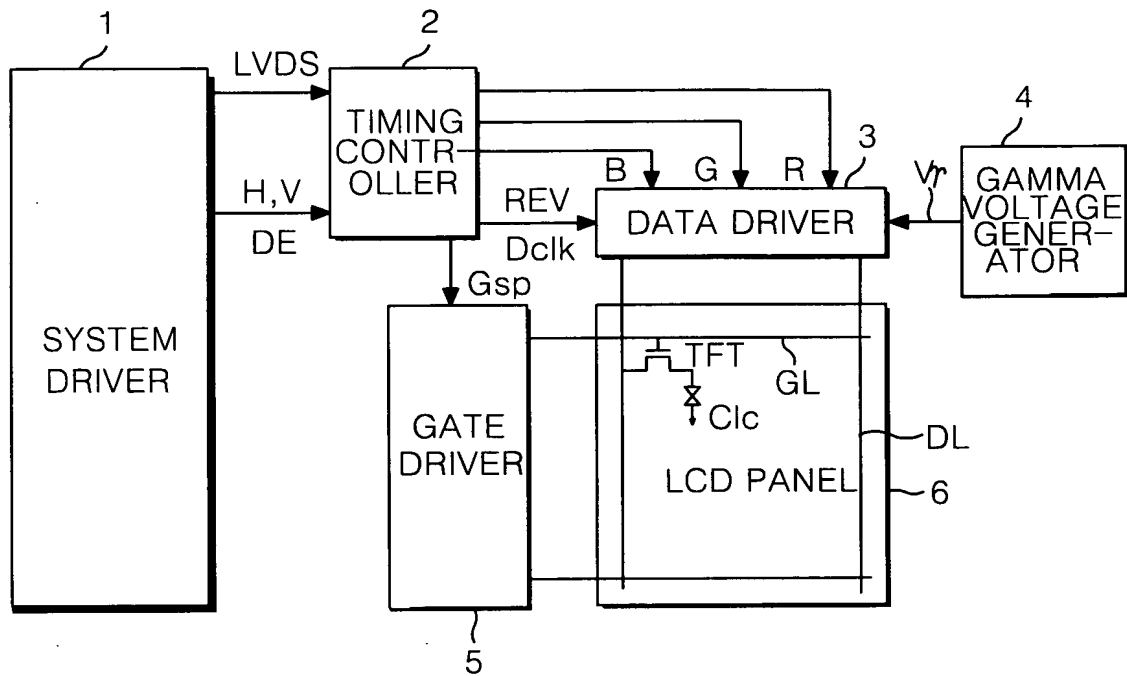 1
2
LVDS
TIMING
CONTR-
OLLER
H,V
DE
SYSTEM
DRIVER
B
G
R
3
REV
Dclk
DATA DRIVER
Vr
4
GAMMA
VOLTAGE
GENER-
ATOR
Gsp
GATE
DRIVER
5
TFT
GL
Clc
DL
LCD PANEL
6